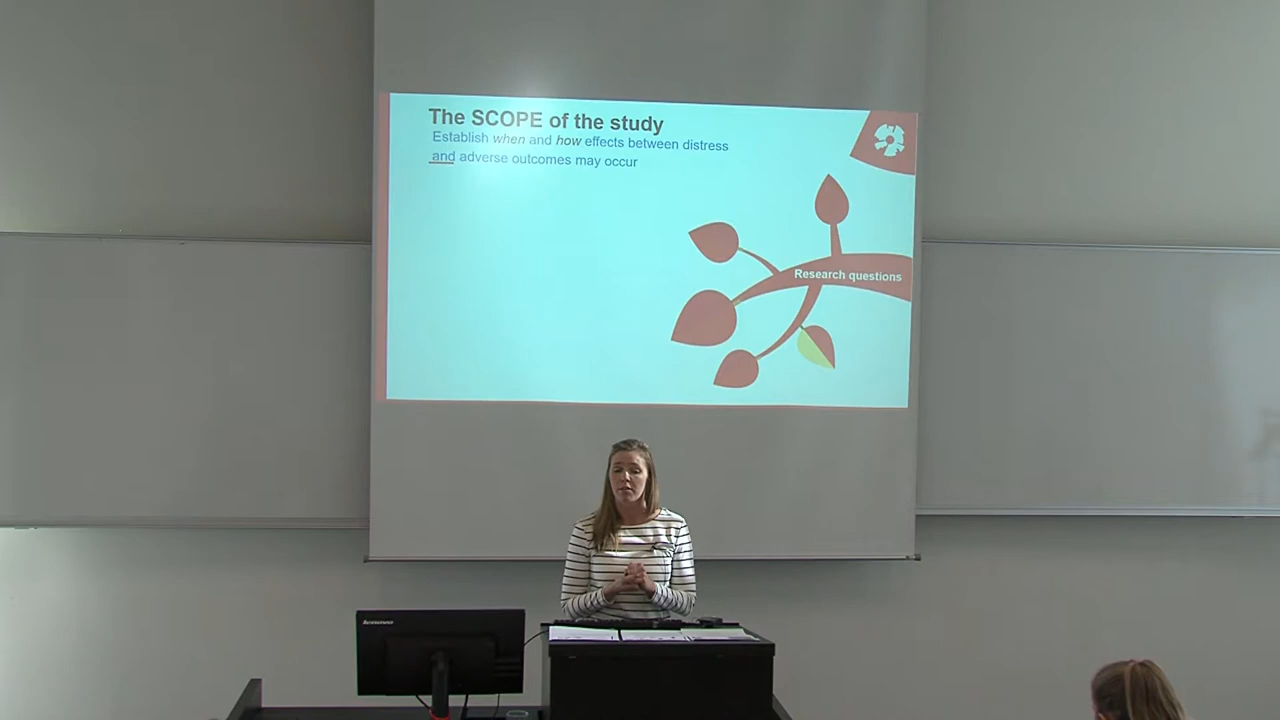 The SCOPE of the study
Establish when and how effects between distress
and adverse outcomes may occur
Research questions